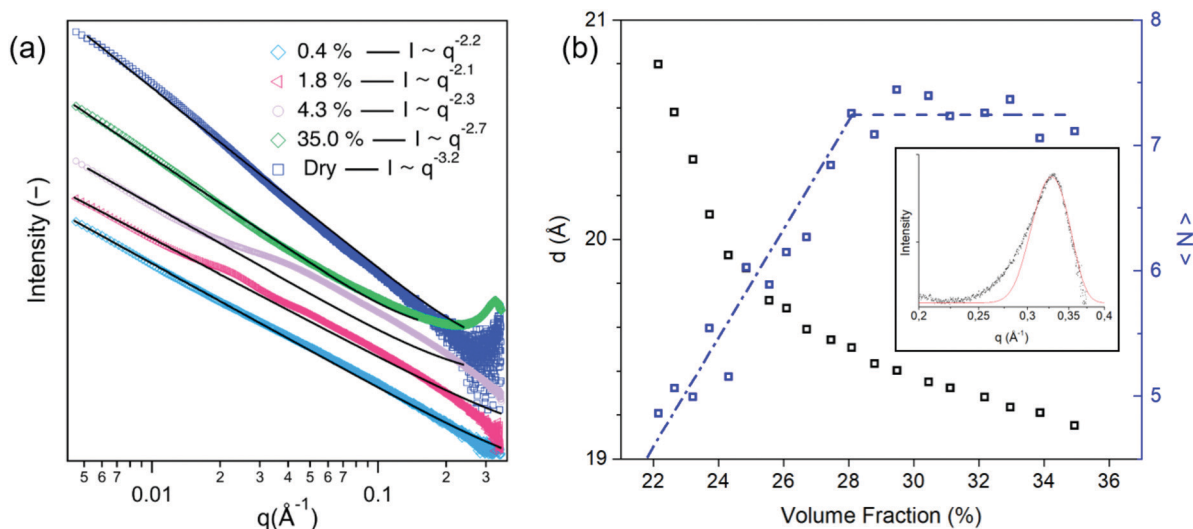 (a)
0.4 % — I ~ q^-2.2
1.8 % — I ~ q^-2.1
4.3 % — I ~ q^-2.3
35.0 % — I ~ q^-2.7
Dry — I ~ q^-3.2
Intensity (–)
5 6 7 0.01 2 3 4 5 6 7 0.1 2 3
q(Å^-1)
(b)
21
20
19
d (Å)
8
7
6
5
<N>
Intensity
0,2 0,25 0,3 0,35 0,4
q (Å^-1)
22 24 26 28 30 32 34 36
Volume Fraction (%)